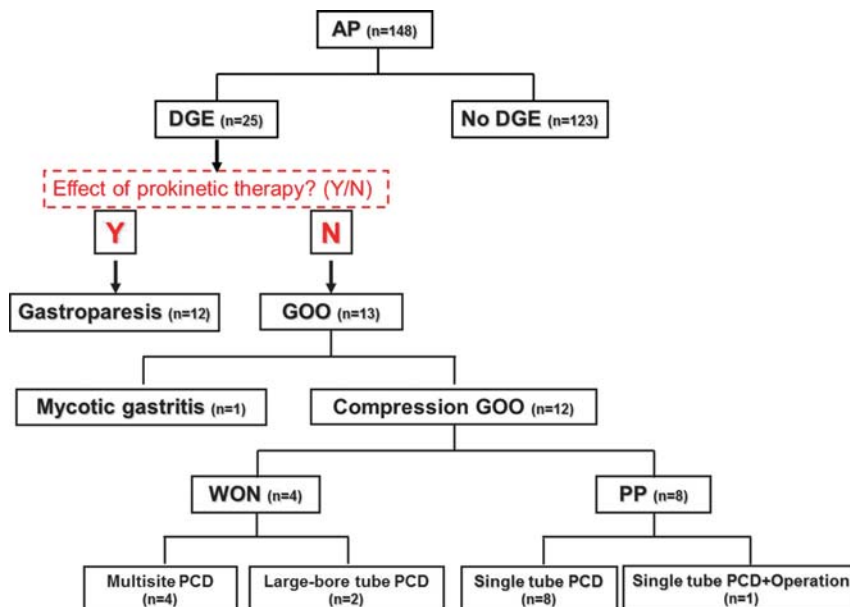 AP (n=148)
DGE (n=25)
No DGE (n=123)
Effect of prokinetic therapy? (Y/N)
Y
N
Gastroparesis (n=12)
GOO (n=13)
Mycotic gastritis (n=1)
Compression GOO (n=12)
WON (n=4)
PP (n=8)
Multisite PCD
(n=4)
Large-bore tube PCD
(n=2)
Single tube PCD
(n=8)
Single tube PCD+Operation
(n=1)